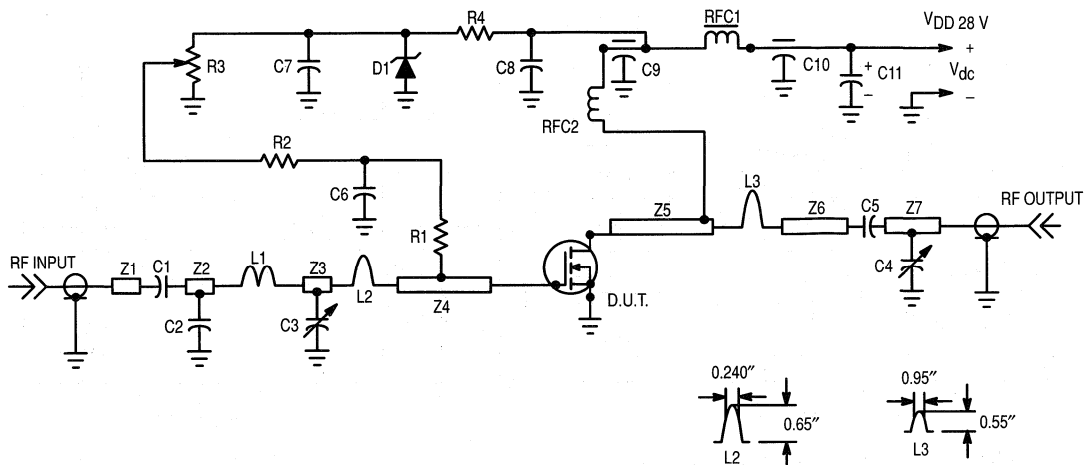 RFC1
R4
VDD 28 V
+
R3
C7
D1
C8
C9
C10
+
C11
Vdc
–
–
RFC2
R2
C6
L3
R1
Z5
Z6
C5
Z7
RF OUTPUT
RF INPUT
Z1
C1
Z2
L1
Z3
L2
Z4
C4
D.U.T.
C2
C3
0.240″
0.95″
0.65″
0.55″
L2
L3